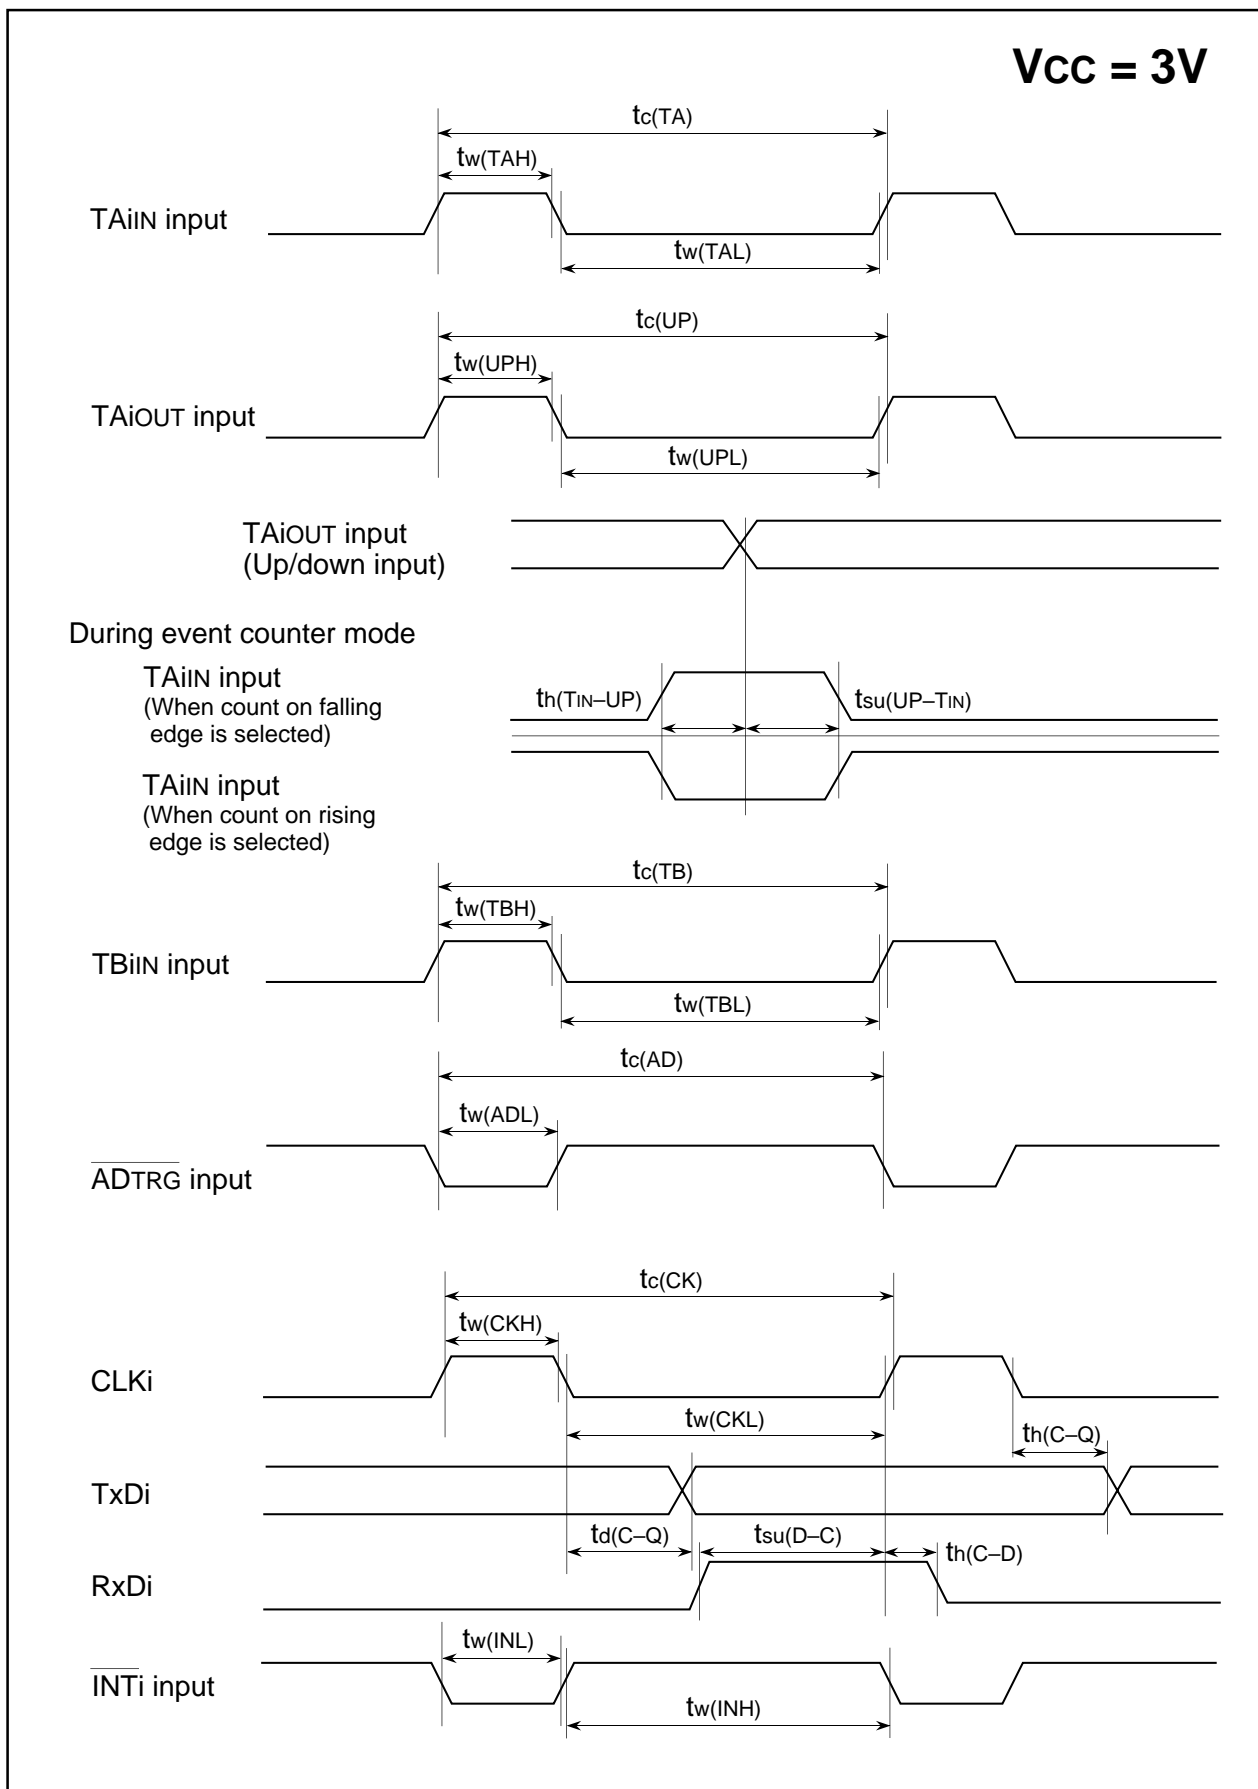 VCC = 3V
tc(TA)
tw(TAH)
TAiIN input
tw(TAL)
tc(UP)
tw(UPH)
TAiOUT input
tw(UPL)
TAiOUT input
(Up/down input)
During event counter mode
TAiIN input
(When count on falling
edge is selected)
th(TIN–UP)
tsu(UP–TIN)
TAiIN input
(When count on rising
edge is selected)
tc(TB)
tw(TBH)
TBiIN input
tw(TBL)
tc(AD)
tw(ADL)
ADTRG input
tc(CK)
tw(CKH)
CLKi
tw(CKL)
th(C–Q)
TxDi
td(C–Q)
tsu(D–C)
th(C–D)
RxDi
tw(INL)
INTi input
tw(INH)